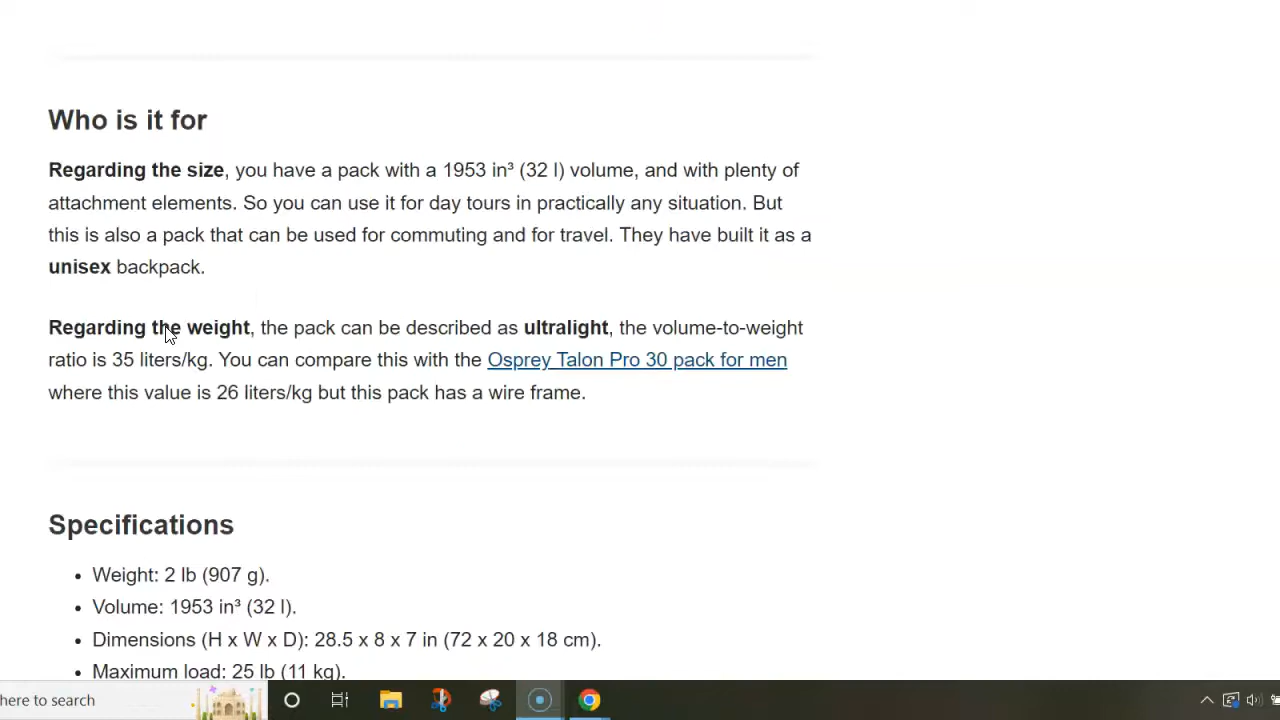 Who is it for
Regarding the size, you have a pack with a 1953 in³ (32 l) volume, and with plenty of
attachment elements. So you can use it for day tours in practically any situation. But
this is also a pack that can be used for commuting and for travel. They have built it as a
unisex backpack.
Regarding the weight, the pack can be described as ultralight, the volume-to-weight
ratio is 35 liters/kg. You can compare this with the Osprey Talon Pro 30 pack for men
where this value is 26 liters/kg but this pack has a wire frame.
Specifications
• Weight: 2 lb (907 g).
• Volume: 1953 in³ (32 l).
• Dimensions (H x W x D): 28.5 x 8 x 7 in (72 x 20 x 18 cm).
• Maximum load: 25 lb (11 kg).
here to search